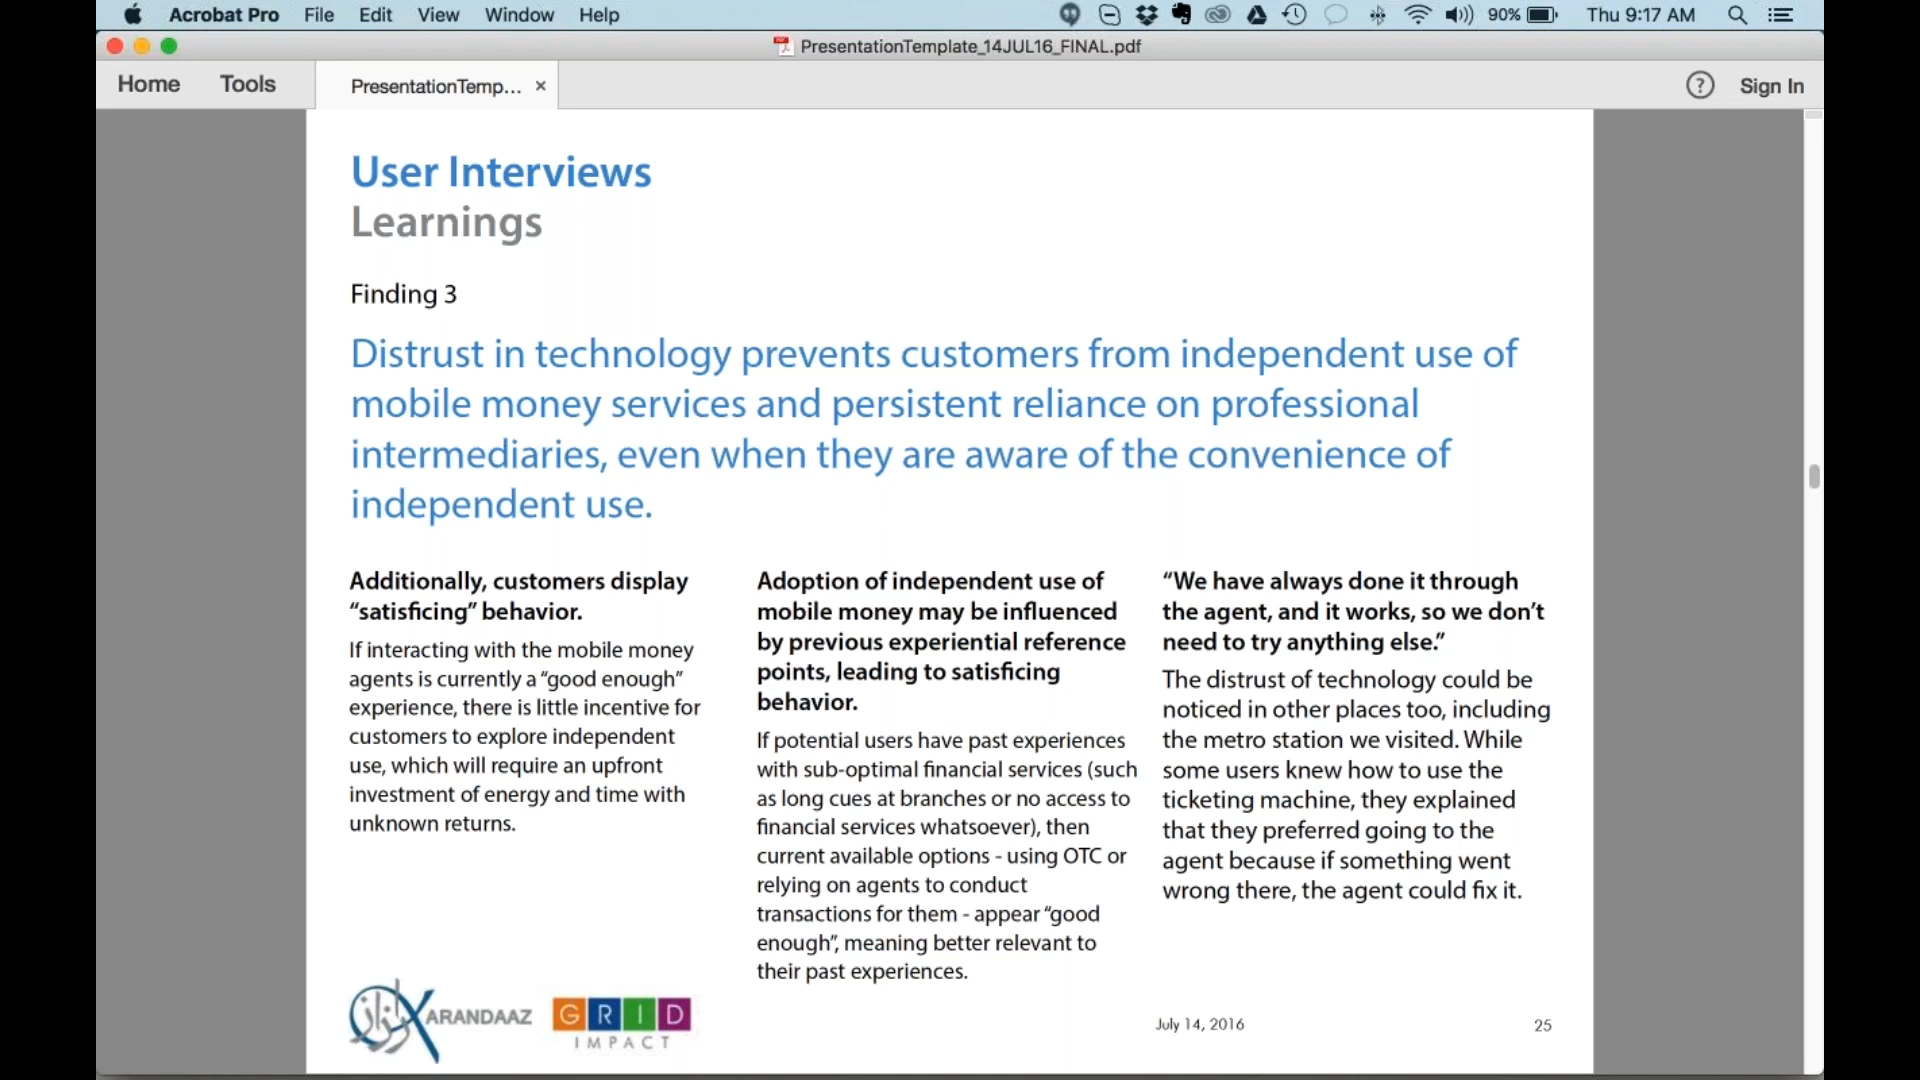 Acrobat Pro File Edit View Window Help 90% Thu 9:17 AM
PresentationTemplate_14JUL16_FINAL.pdf
Home Tools PresentationTemp... × ? Sign In
User Interviews
Learnings
Finding 3
Distrust in technology prevents customers from independent use of
mobile money services and persistent reliance on professional
intermediaries, even when they are aware of the convenience of
independent use.
Additionally, customers display
“satisficing” behavior.
If interacting with the mobile money
agents is currently a “good enough”
experience, there is little incentive for
customers to explore independent
use, which will require an upfront
investment of energy and time with
unknown returns.
Adoption of independent use of
mobile money may be influenced
by previous experiential reference
points, leading to satisficing
behavior.
If potential users have past experiences
with sub-optimal financial services (such
as long cues at branches or no access to
financial services whatsoever), then
current available options - using OTC or
relying on agents to conduct
transactions for them - appear “good
enough”, meaning better relevant to
their past experiences.
“We have always done it through
the agent, and it works, so we don’t
need to try anything else.”
The distrust of technology could be
noticed in other places too, including
the metro station we visited. While
some users knew how to use the
ticketing machine, they explained
that they preferred going to the
agent because if something went
wrong there, the agent could fix it.
KARANDAAZ
GRID
IMPACT
July 14, 2016
25